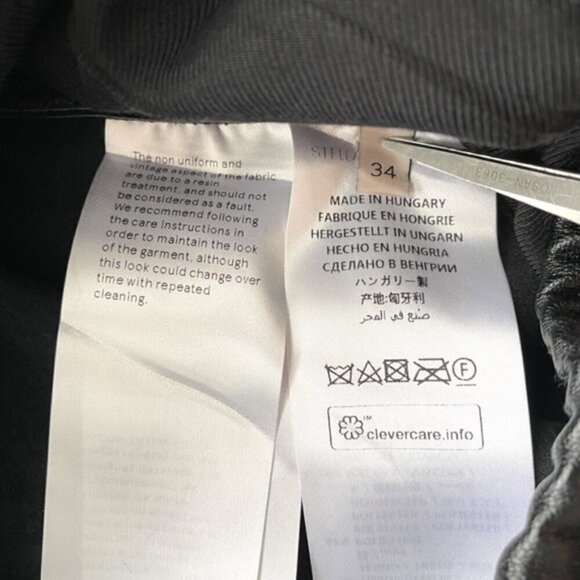 The non uniform and
vintage aspect of the fabric
are due to a resin
treatment, and should not
be considered as a fault.
We recommend following
the care instructions in
order to maintain the look
of the garment, although
this look could change over
time with repeated
cleaning.
34
MADE IN HUNGARY
FABRIQUE EN HONGRIE
HERGESTELLT IN UNGARN
HECHO EN HUNGRIA
СДЕЛАНО В ВЕНГРИИ
ハンガリー製
产地:匈牙利
صنع في المجر
F
™
clevercare.info